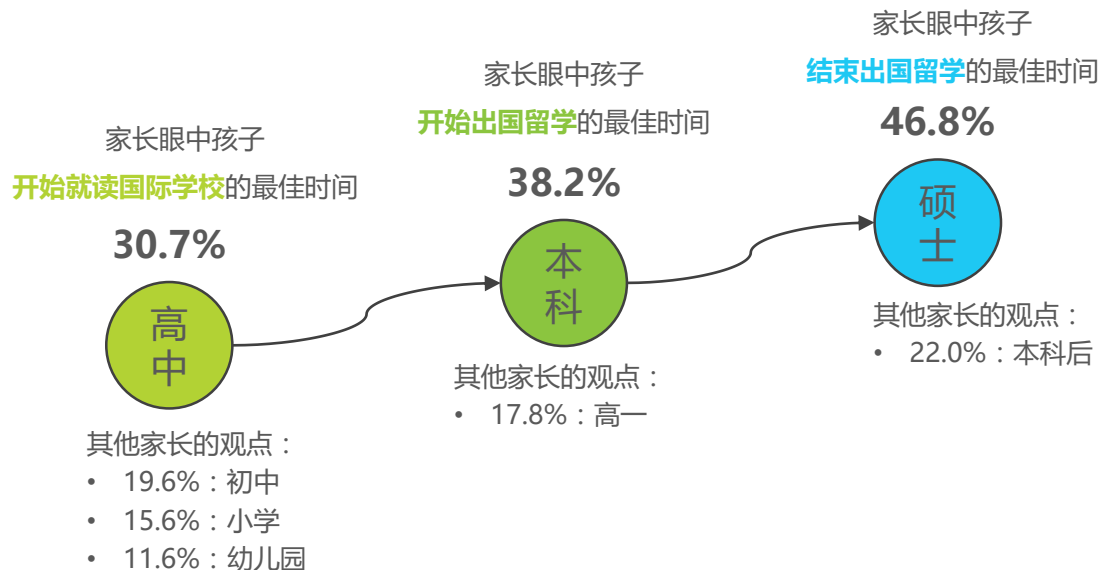 家长眼中孩子
开始就读国际学校的最佳时间
30.7%
高
中
其他家长的观点：
• 19.6%：初中
• 15.6%：小学
• 11.6%：幼儿园
家长眼中孩子
开始出国留学的最佳时间
38.2%
本
科
其他家长的观点：
• 17.8%：高一
家长眼中孩子
结束出国留学的最佳时间
46.8%
硕
士
其他家长的观点：
• 22.0%：本科后